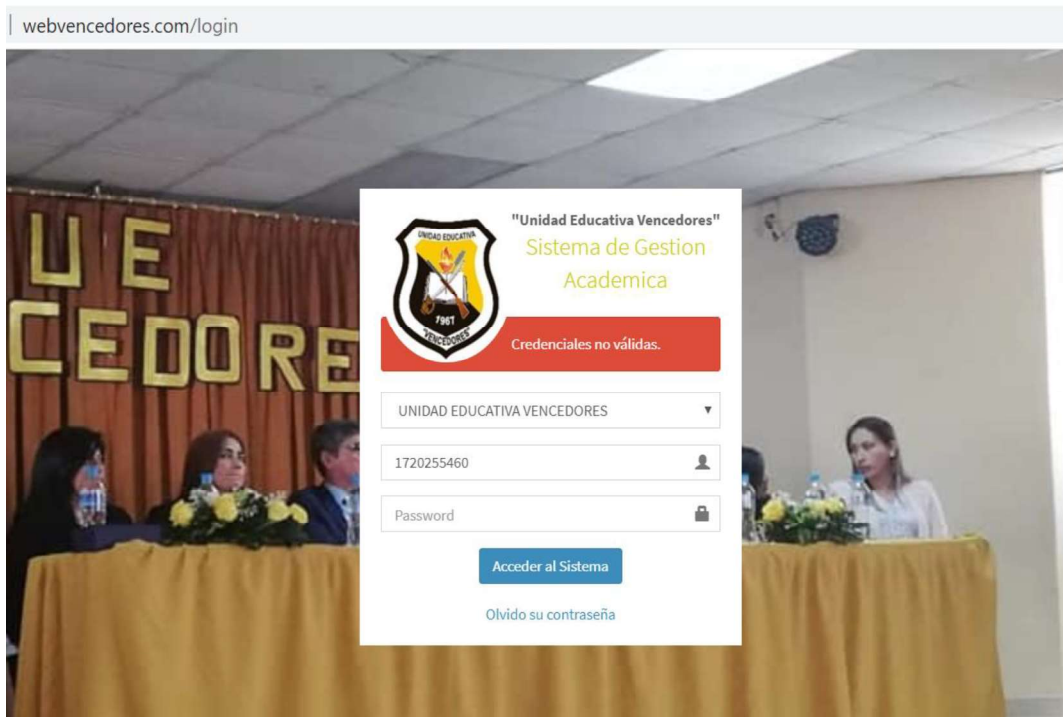 webvencedores.com/login
UE
CEDORE
"Unidad Educativa Vencedores"
Sistema de Gestion
Academica
UNIDAD EDUCATIVA
1967
"VENCEDORES"
Credenciales no válidas.
UNIDAD EDUCATIVA VENCEDORES
1720255460
Password
Acceder al Sistema
Olvido su contraseña